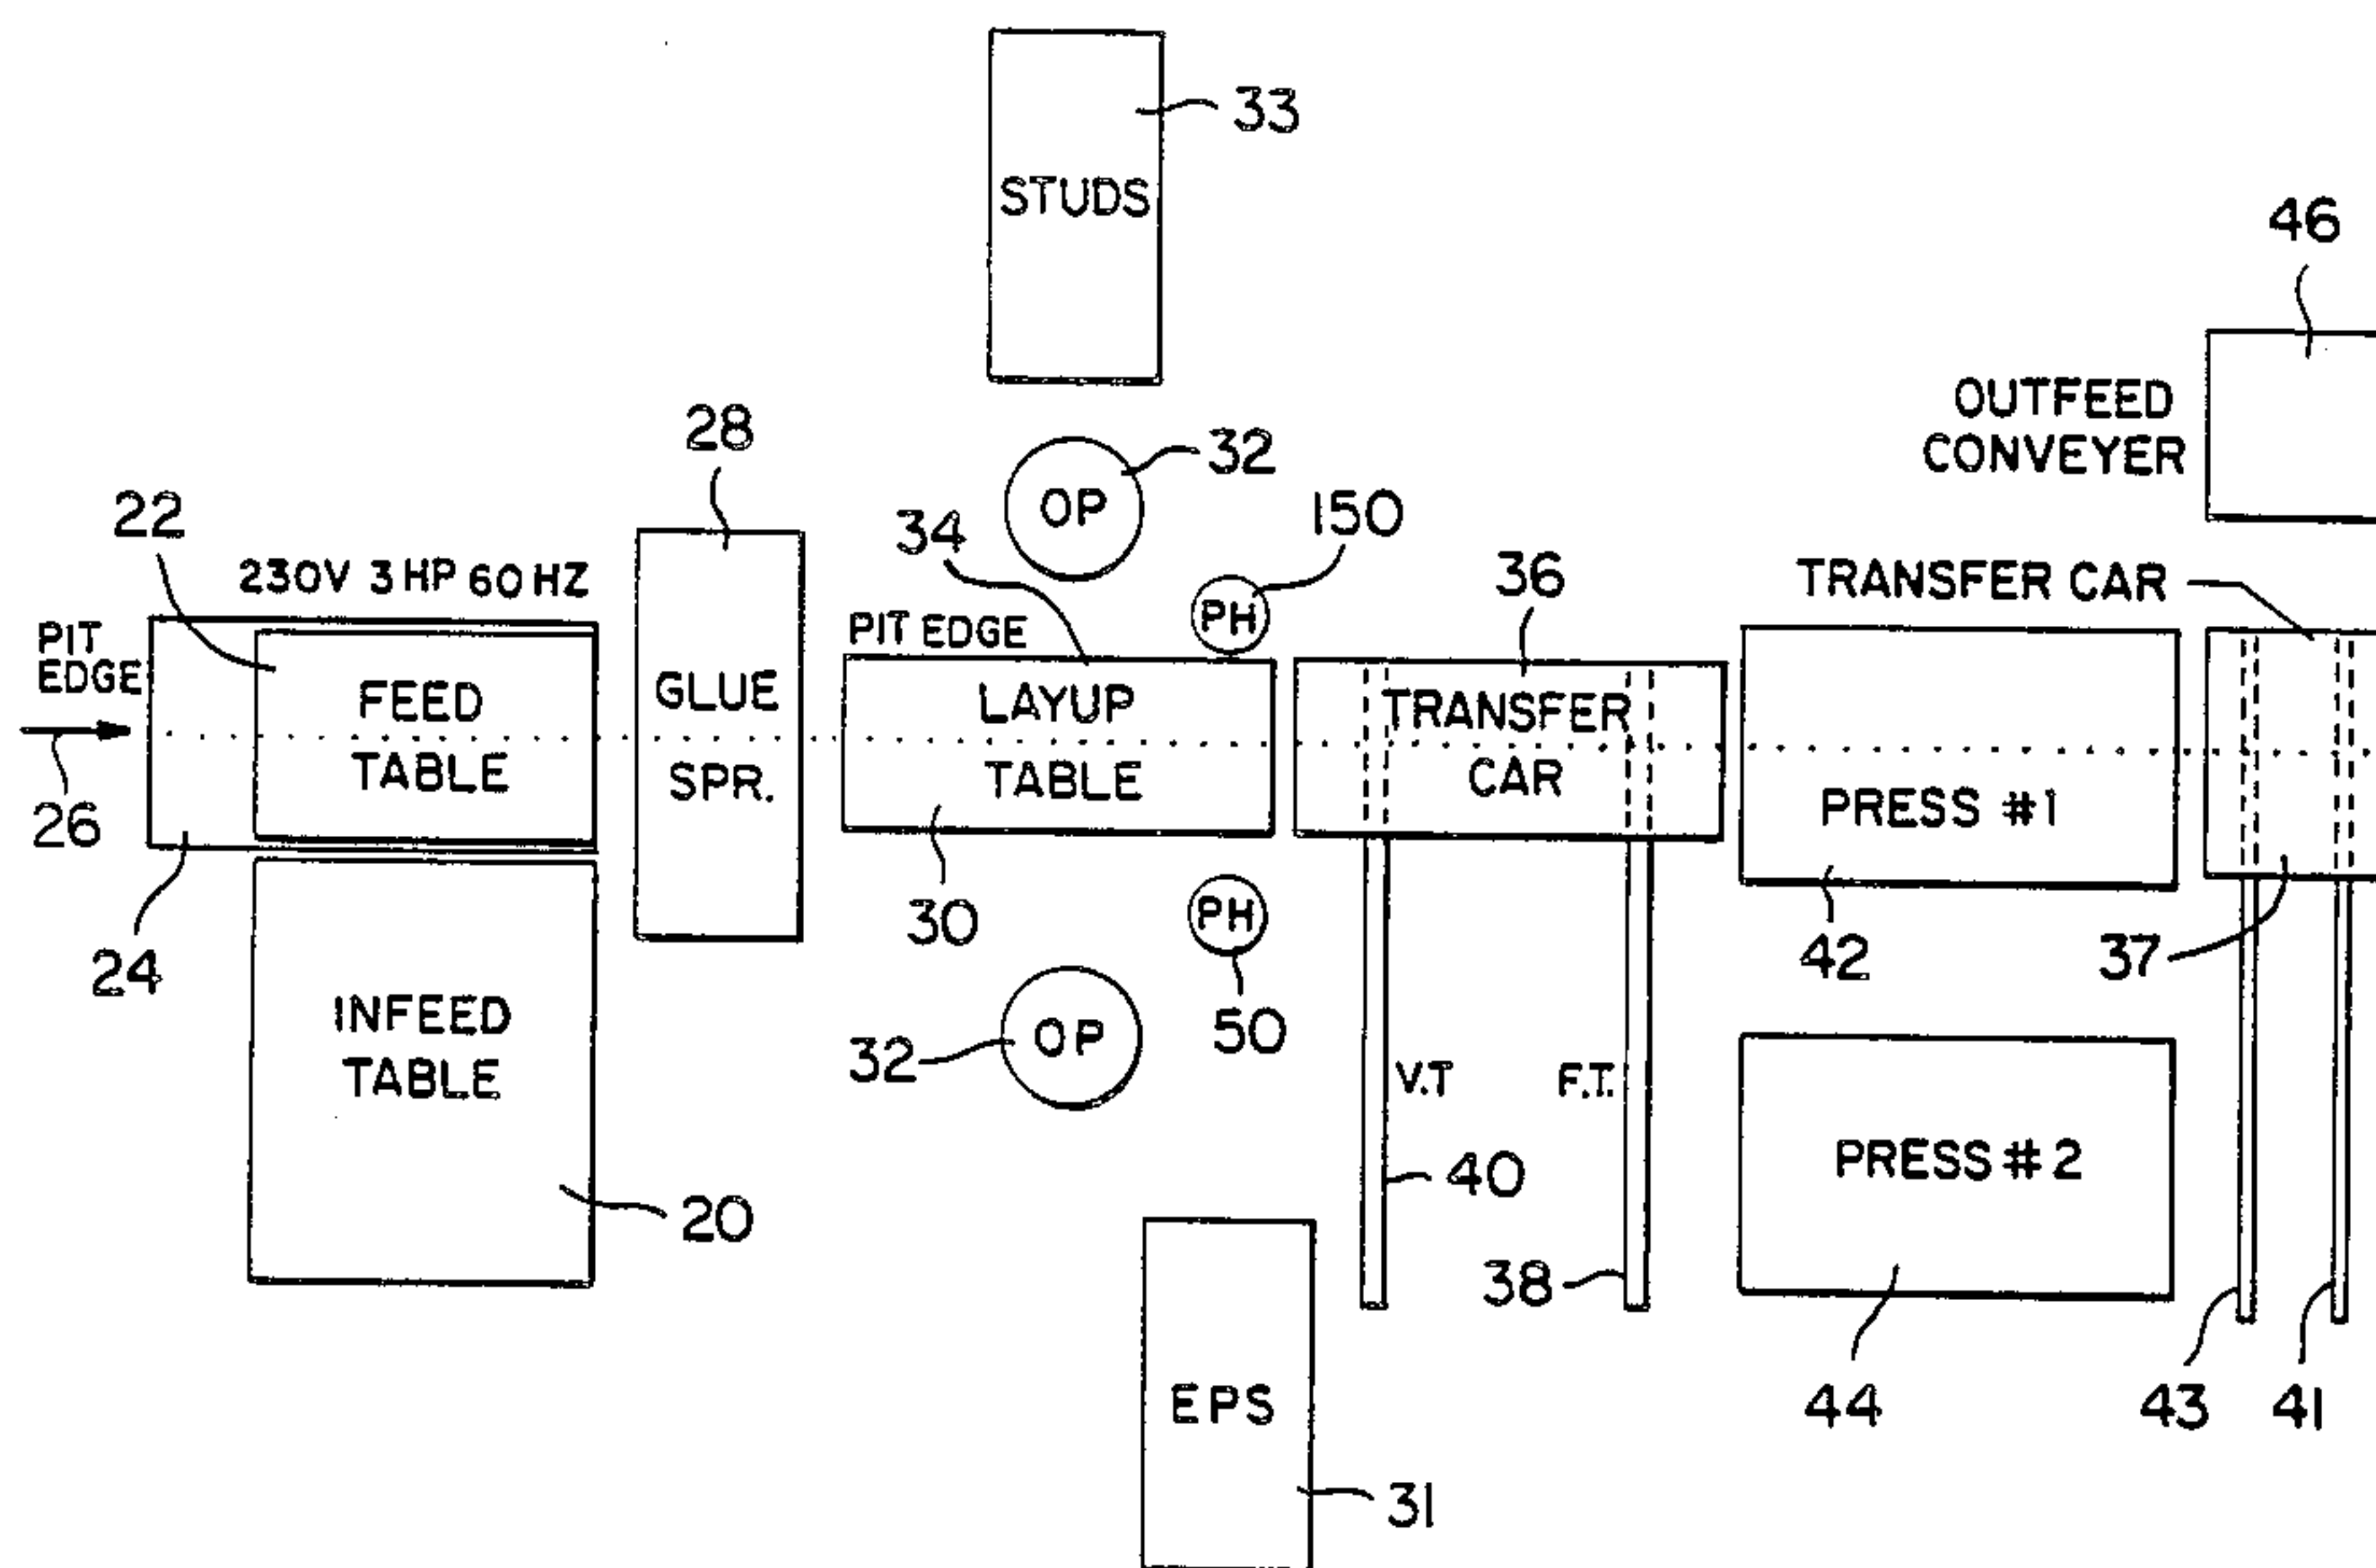 33
STUDS
46
OUTFEED
CONVEYER
28
32
OP
22
34
150
230V 3 HP 60 HZ
36
TRANSFER CAR
PH
PIT
EDGE
PIT EDGE
FEED
TABLE
GLUE
SPR.
LAYUP
TABLE
TRANSFER
CAR
PRESS #1
26
24
30
PH
42
37
INFEED
TABLE
32
OP
50
V.T
F.T.
40
PRESS #2
20
38
44
43
41
EPS
31